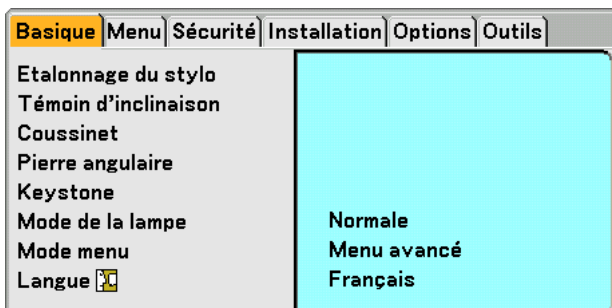 Basique Menu Sécurité Installation Options Outils
Etalonnage du stylo
Témoin d'inclinaison
Coussinet
Pierre angulaire
Keystone
Mode de la lampe Normale
Mode menu Menu avancé
Langue Français